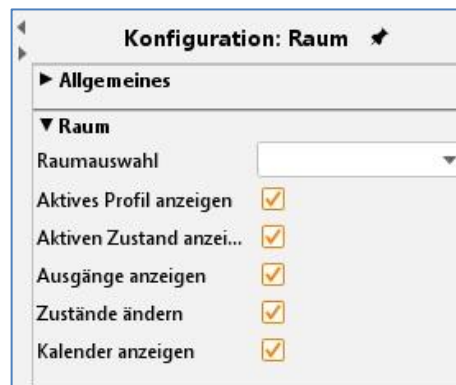 Konfiguration: Raum
Allgemeines
Raum
Raumauswahl
Aktives Profil anzeigen
Aktiven Zustand anzei...
Ausgänge anzeigen
Zustände ändern
Kalender anzeigen